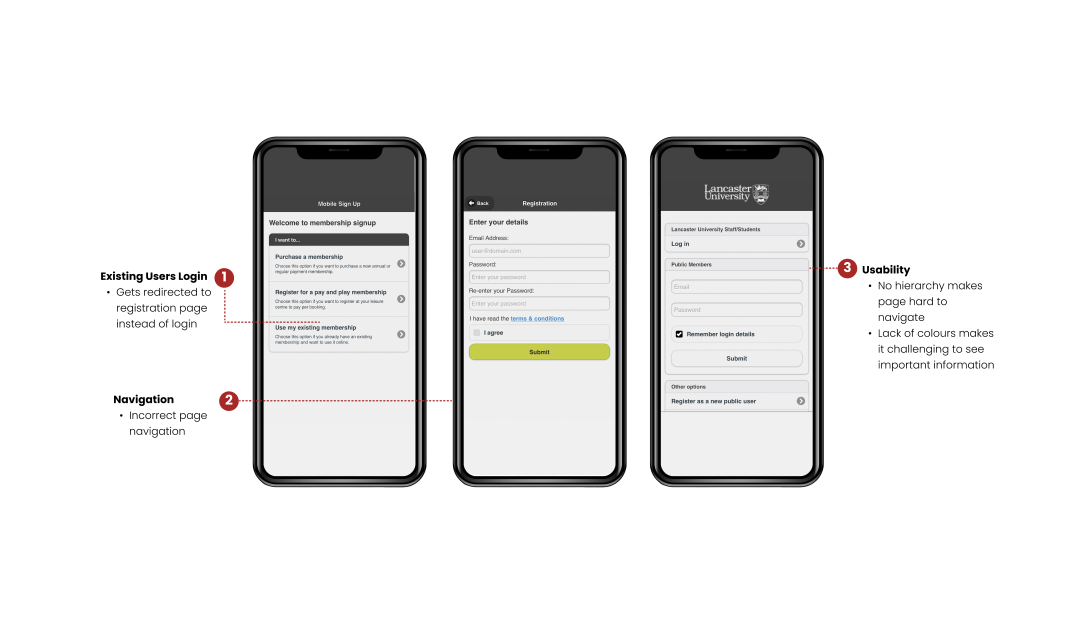 Existing Users Login
1
• Gets redirected to
registration page
instead of login
Navigation
2
• Incorrect page
navigation
Mobile Sign Up
Welcome to membership signup
I want to...
Purchase a membership
Choose this option if you want to purchase a new annual or
regular payment membership.
Register for a pay and play membership
Choose this option if you want to register at your leisure
centre to pay per booking.
Use my existing membership
Choose this option if you already have an existing
membership and want to use it online.
Back
Registration
Enter your details
Email Address:
user@domain.com
Password:
Enter your password
Re-enter your Password:
Enter your password
I have read the terms & conditions
I agree
Submit
Lancaster
University
Lancaster University Staff/Students
Log in
Public Members
Email
Password
Remember login details
Submit
Other options
Register as a new public user
3
Usability
• No hierarchy makes
page hard to
navigate
• Lack of colours makes
it challenging to see
important information